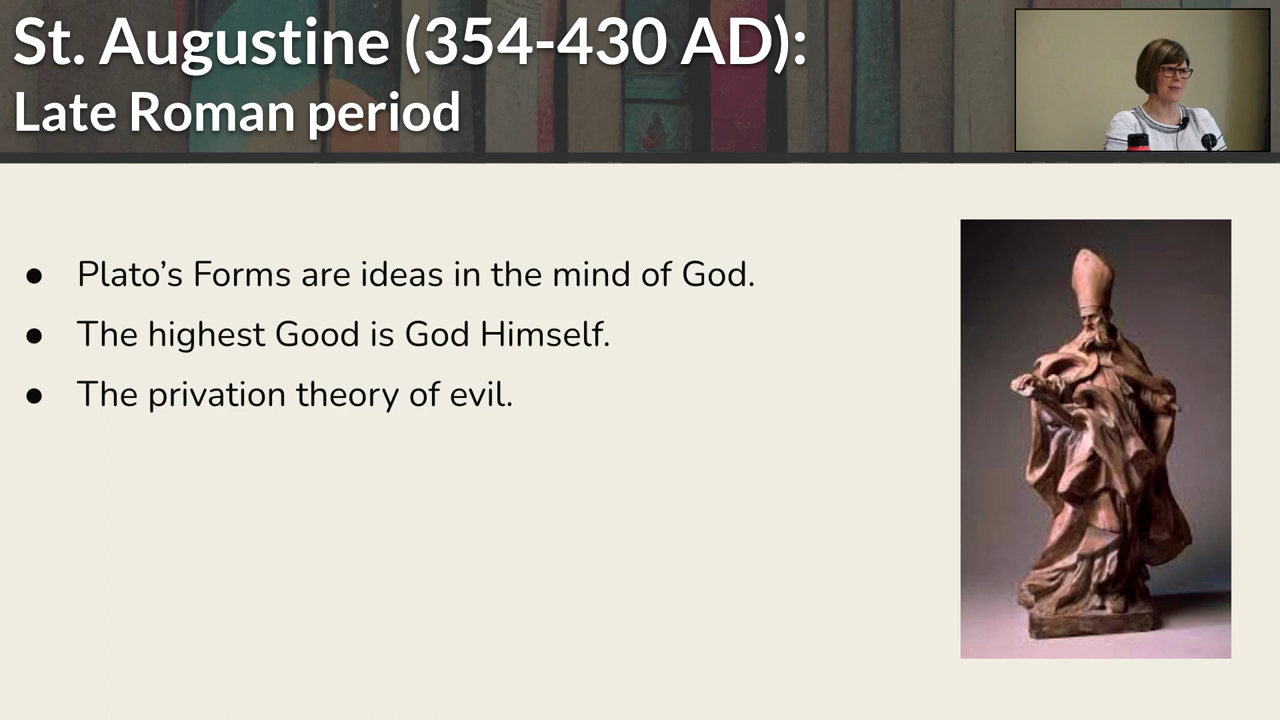 St. Augustine (354-430 AD):
Late Roman period
● Plato’s Forms are ideas in the mind of God.
● The highest Good is God Himself.
● The privation theory of evil.